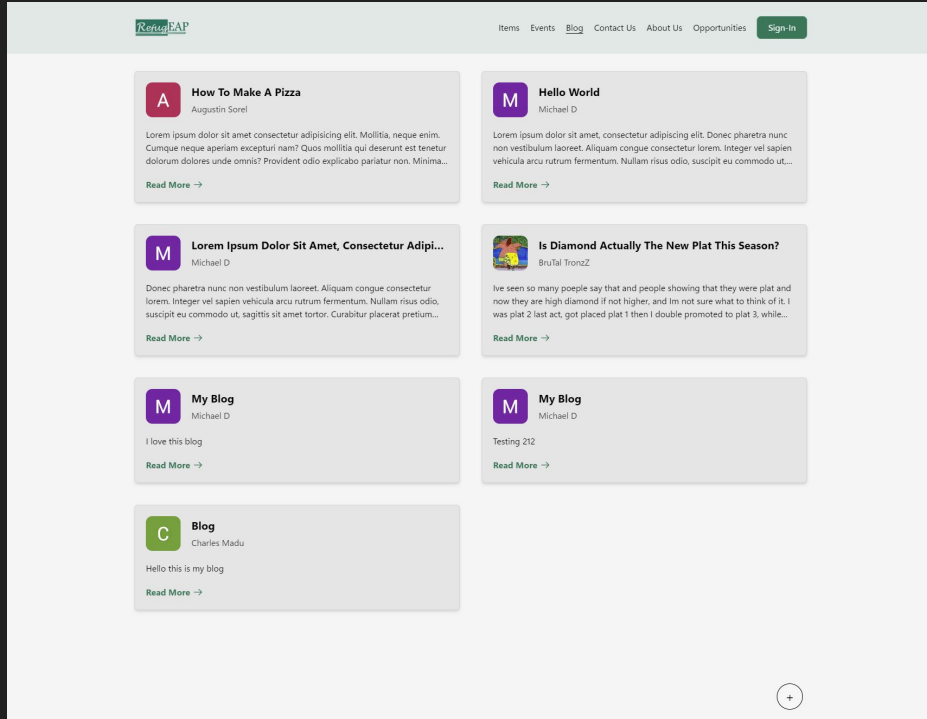 RefugEAP
Items Events Blog Contact Us About Us Opportunities Sign-In
A
How To Make A Pizza
Augustin Sorel
Lorem ipsum dolor sit amet consectetur adipisicing elit. Mollitia, neque enim.
Cumque neque aperiam excepturi nam? Quos mollitia qui deserunt est tenetur
dolorum dolores unde omnis? Provident odio explicabo pariatur non. Minima...
Read More →
M
Hello World
Michael D
Lorem ipsum dolor sit amet, consectetur adipiscing elit. Donec pharetra nunc
non vestibulum laoreet. Aliquam congue consectetur lorem. Integer vel sapien
vehicula arcu rutrum fermentum. Nullam risus odio, suscipit eu commodo ut,...
Read More →
M
Lorem Ipsum Dolor Sit Amet, Consectetur Adipi...
Michael D
Donec pharetra nunc non vestibulum laoreet. Aliquam congue consectetur
lorem. Integer vel sapien vehicula arcu rutrum fermentum. Nullam risus odio,
suscipit eu commodo ut, sagittis sit amet tortor. Curabitur placerat pretium...
Read More →
Is Diamond Actually The New Plat This Season?
BruTal TronzZ
Ive seen so many poeple say that and people showing that they were plat and
now they are high diamond if not higher, and Im not sure what to think of it. I
was plat 2 last act, got placed plat 1 then I double promoted to plat 3, while...
Read More →
M
My Blog
Michael D
I love this blog
Read More →
M
My Blog
Michael D
Testing 212
Read More →
C
Blog
Charles Madu
Hello this is my blog
Read More →
+